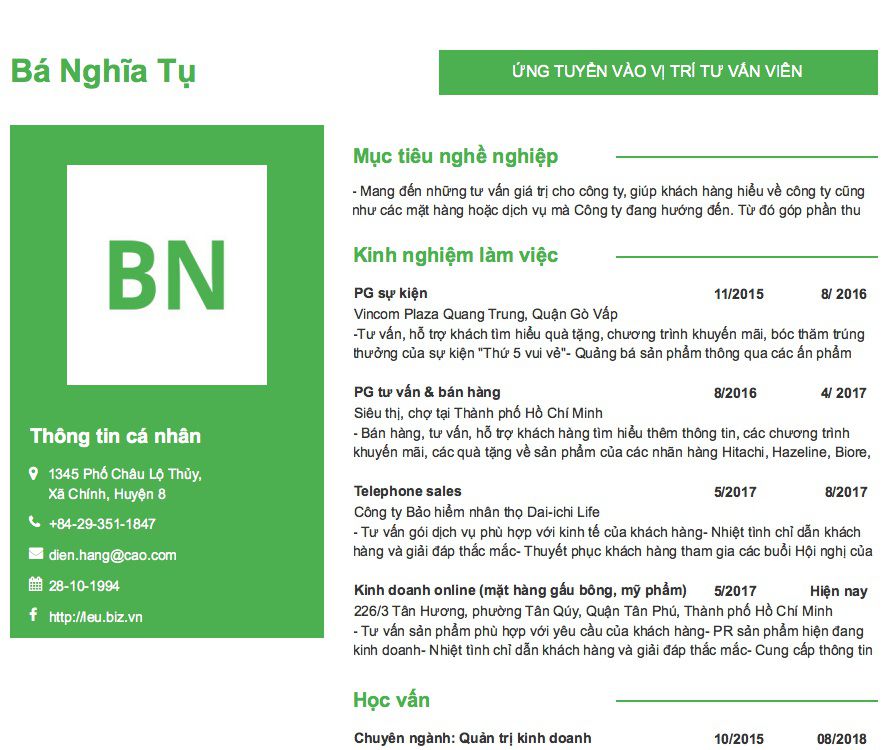 Bá Nghĩa Tụ
ỨNG TUYỂN VÀO VỊ TRÍ TƯ VẤN VIÊN
BN
Thông tin cá nhân
1345 Phố Châu Lộ Thủy,
Xã Chính, Huyện 8
+84-29-351-1847
dien.hang@cao.com
28-10-1994
http://leu.biz.vn
Mục tiêu nghề nghiệp
- Mang đến những tư vấn giá trị cho công ty, giúp khách hàng hiểu về công ty cũng
như các mặt hàng hoặc dịch vụ mà Công ty đang hướng đến. Từ đó góp phần thu
Kinh nghiệm làm việc
PG sự kiện 11/2015 8/ 2016
Vincom Plaza Quang Trung, Quận Gò Vấp
-Tư vấn, hỗ trợ khách tìm hiểu quà tặng, chương trình khuyến mãi, bóc thăm trúng
thưởng của sự kiện "Thứ 5 vui vẻ"- Quảng bá sản phẩm thông qua các ấn phẩm
PG tư vấn & bán hàng 8/2016 4/ 2017
Siêu thị, chợ tại Thành phố Hồ Chí Minh
- Bán hàng, tư vấn, hỗ trợ khách hàng tìm hiểu thêm thông tin, các chương trình
khuyến mãi, các quà tặng về sản phẩm của các nhãn hàng Hitachi, Hazeline, Biore,
Telephone sales 5/2017 8/2017
Công ty Bảo hiểm nhân thọ Dai-ichi Life
- Tư vấn gói dịch vụ phù hợp với kinh tế của khách hàng- Nhiệt tình chỉ dẫn khách
hàng và giải đáp thắc mắc- Thuyết phục khách hàng tham gia các buổi Hội nghị của
Kinh doanh online (mặt hàng gấu bông, mỹ phẩm) 5/2017 Hiện nay
226/3 Tân Hương, phường Tân Qúy, Quận Tân Phú, Thành phố Hồ Chí Minh
- Tư vấn sản phẩm phù hợp với yêu cầu của khách hàng- PR sản phẩm hiện đang
kinh doanh- Nhiệt tình chỉ dẫn khách hàng và giải đáp thắc mắc- Cung cấp thông tin
Học vấn
Chuyên ngành: Quản trị kinh doanh 10/2015 08/2018